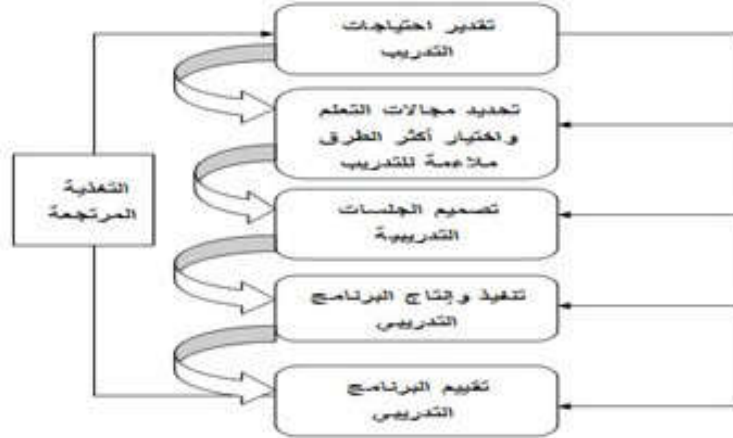 تقدير احتياجات
التدريب
تحديد مجالات التعلم
واختيار أكثر الطرق
ملاءمة للتدريب
التغذية
المرتجعة
تصميم الجلسات
التدريبية
تنفيذ وإنتاج البرنامج
التدريبي
تقييم البرنامج
التدريبي